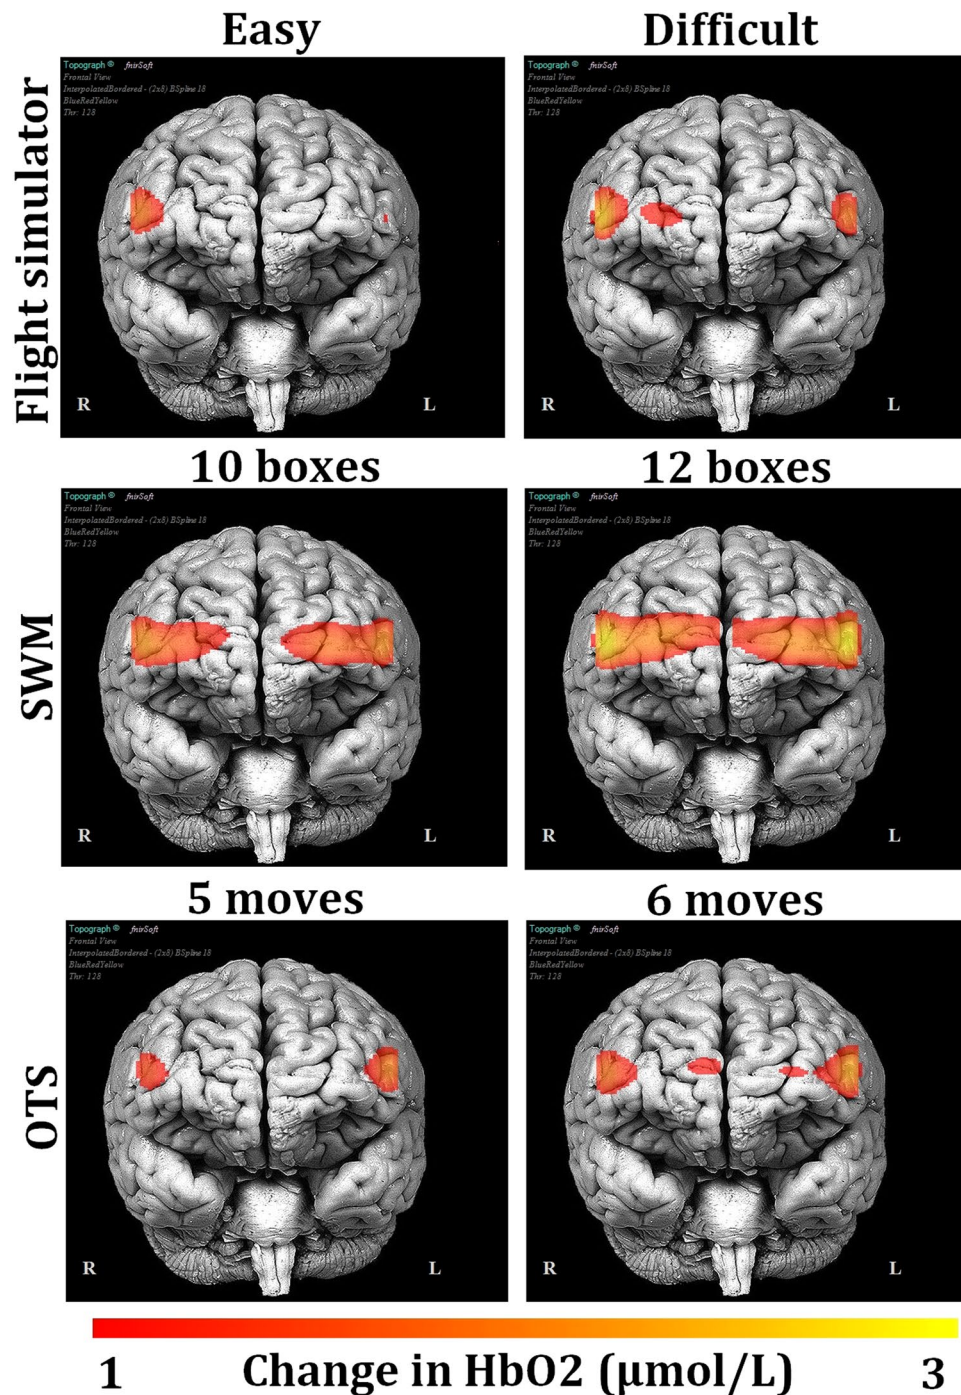 Easy
Difficult
Flight simulator
Topograph © fnirSoft
Frontal View
InterpolatedBordered - (2x8) BSpline 18
BlueRedYellow
Thr: 128
R
L
Topograph © fnirSoft
Frontal View
InterpolatedBordered - (2x8) BSpline 18
BlueRedYellow
Thr: 128
R
L
10 boxes
12 boxes
SWM
Topograph © fnirSoft
Frontal View
InterpolatedBordered - (2x8) BSpline 18
BlueRedYellow
Thr: 128
R
L
Topograph © fnirSoft
Frontal View
InterpolatedBordered - (2x8) BSpline 18
BlueRedYellow
Thr: 128
R
L
5 moves
6 moves
OTS
Topograph © fnirSoft
Frontal View
InterpolatedBordered - (2x8) BSpline 18
BlueRedYellow
Thr: 128
R
L
Topograph © fnirSoft
Frontal View
InterpolatedBordered - (2x8) BSpline 18
BlueRedYellow
Thr: 128
R
L
1 Change in HbO2 (μmol/L) 3